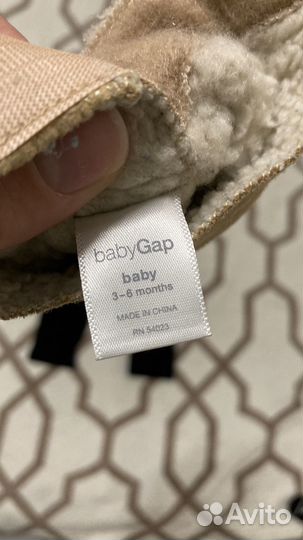 babyGap
baby
3–6 months
MADE IN CHINA
RN 54023
Avito